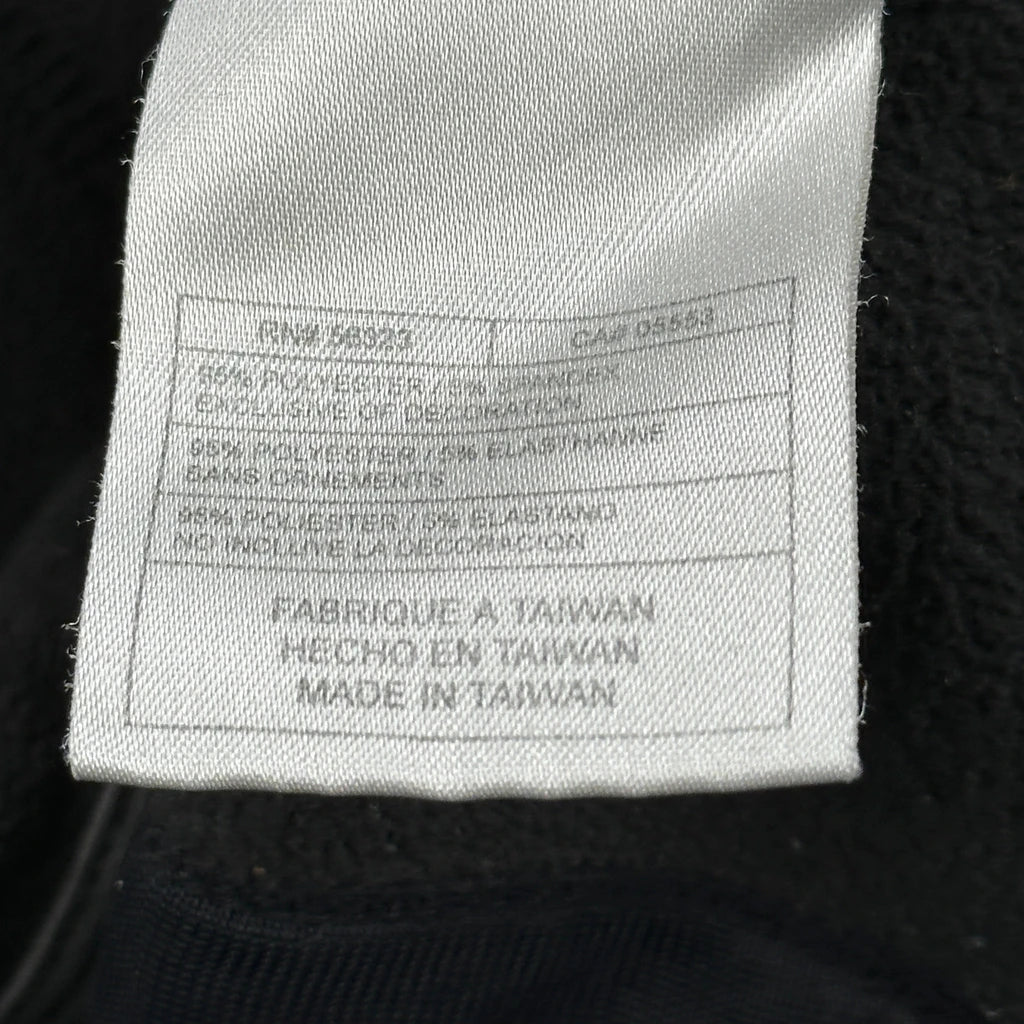 RN# 56323 CA# 05553
95% POLYESTER / 5% SPANDEX
EXCLUSIVE OF DECORATION
95% POLYESTER / 5% ELASTHANNE
SANS ORNEMENTS
95% POLIESTER / 5% ELASTANO
NO INCLUYE LA DECORACION
FABRIQUE A TAIWAN
HECHO EN TAIWAN
MADE IN TAIWAN